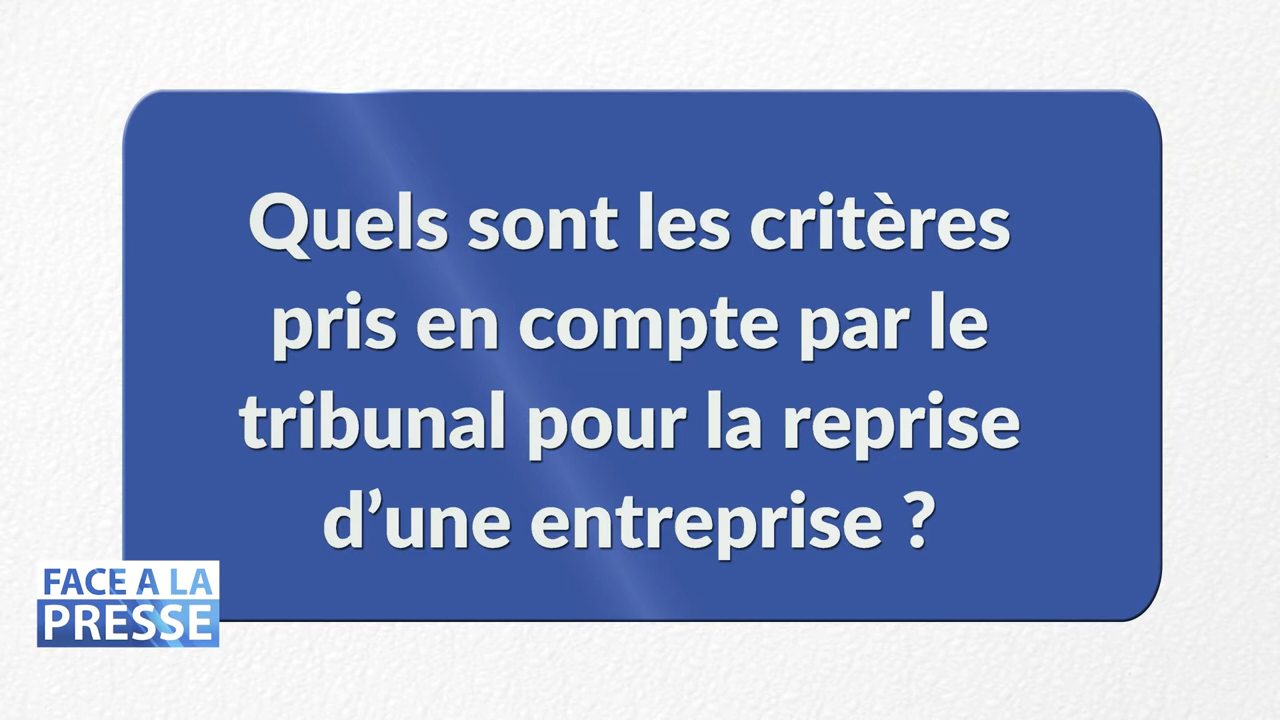 Quels sont les critères
pris en compte par le
tribunal pour la reprise
d’une entreprise ?
FACE A LA
PRESSE